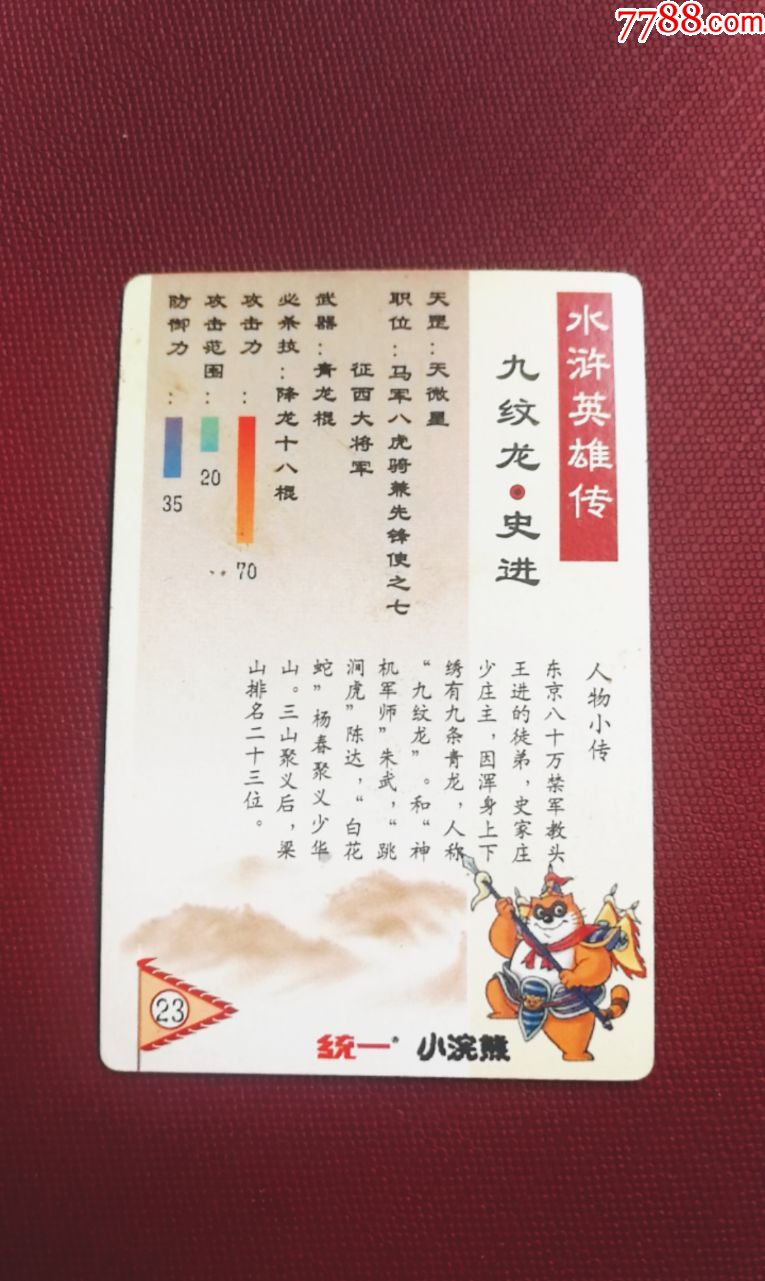 7788.com
水浒英雄传
九纹龙·史进
天罡：天微星
职位：马军八虎骑兼先锋使之七
征西大将军
武器：青龙棍
必杀技：降龙十八棍
攻击力：
70
攻击范围：
20
防御力：
35
人物小传
东京八十万禁军教头
王进的徒弟，史家庄
少庄主，因浑身上下
绣有九条青龙，人称
“九纹龙”。和“神
机军师”朱武，“跳
涧虎”陈达，“白花
蛇”杨春聚义少华
山。三山聚义后，梁
山排名二十三位。
23
统一® 小浣熊